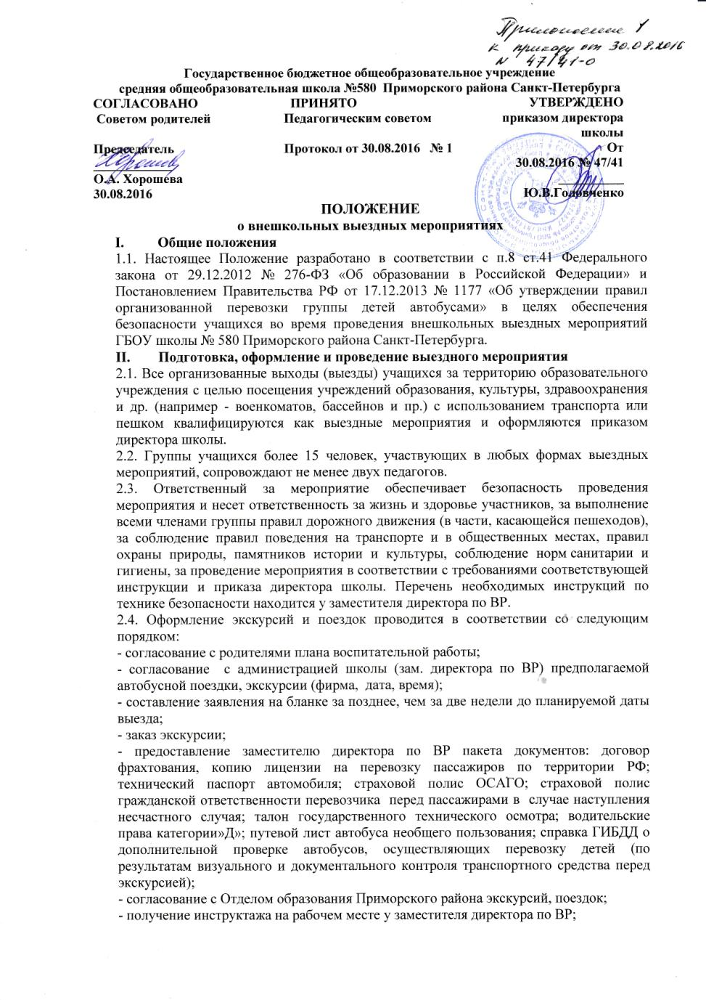 Приложение 1
к приказу от 30.08.2016
N 47/41-о
Государственное бюджетное общеобразовательное учреждение
средняя общеобразовательная школа №580 Приморского района Санкт-Петербурга
СОГЛАСОВАНО ПРИНЯТО УТВЕРЖДЕНО
Советом родителей Педагогическим советом приказом директора
школы
Председатель Протокол от 30.08.2016 № 1 От
30.08.2016 № 47/41
О.А. Хорошева
30.08.2016 Ю.В.Головченко
ПОЛОЖЕНИЕ
о внешкольных выездных мероприятиях
I. Общие положения
1.1. Настоящее Положение разработано в соответствии с п.8 ст.41 Федерального
закона от 29.12.2012 № 276-ФЗ «Об образовании в Российской Федерации» и
Постановлением Правительства РФ от 17.12.2013 № 1177 «Об утверждении правил
организованной перевозки группы детей автобусами» в целях обеспечения
безопасности учащихся во время проведения внешкольных выездных мероприятий
ГБОУ школы № 580 Приморского района Санкт-Петербурга.
II. Подготовка, оформление и проведение выездного мероприятия
2.1. Все организованные выходы (выезды) учащихся за территорию образовательного
учреждения с целью посещения учреждений образования, культуры, здравоохранения
и др. (например - военкоматов, бассейнов и пр.) с использованием транспорта или
пешком квалифицируются как выездные мероприятия и оформляются приказом
директора школы.
2.2. Группы учащихся более 15 человек, участвующих в любых формах выездных
мероприятий, сопровождают не менее двух педагогов.
2.3. Ответственный за мероприятие обеспечивает безопасность проведения
мероприятия и несет ответственность за жизнь и здоровье участников, за выполнение
всеми членами группы правил дорожного движения (в части, касающейся пешеходов),
за соблюдение правил поведения на транспорте и в общественных местах, правил
охраны природы, памятников истории и культуры, соблюдение норм санитарии и
гигиены, за проведение мероприятия в соответствии с требованиями соответствующей
инструкции и приказа директора школы. Перечень необходимых инструкций по
технике безопасности находится у заместителя директора по ВР.
2.4. Оформление экскурсий и поездок проводится в соответствии со следующим
порядком:
- согласование с родителями плана воспитательной работы;
- согласование с администрацией школы (зам. директора по ВР) предполагаемой
автобусной поездки, экскурсии (фирма, дата, время);
- составление заявления на бланке за позднее, чем за две недели до планируемой даты
выезда;
- заказ экскурсии;
- предоставление заместителю директора по ВР пакета документов: договор
фрахтования, копию лицензии на перевозку пассажиров по территории РФ;
технический паспорт автомобиля; страховой полис ОСАГО; страховой полис
гражданской ответственности перевозчика перед пассажирами в случае наступления
несчастного случая; талон государственного технического осмотра; водительские
права категории»Д»; путевой лист автобуса необщего пользования; справка ГИБДД о
дополнительной проверке автобусов, осуществляющих перевозку детей (по
результатам визуального и документального контроля транспортного средства перед
экскурсией);
- согласование с Отделом образования Приморского района экскурсий, поездок;
- получение инструктажа на рабочем месте у заместителя директора по ВР;